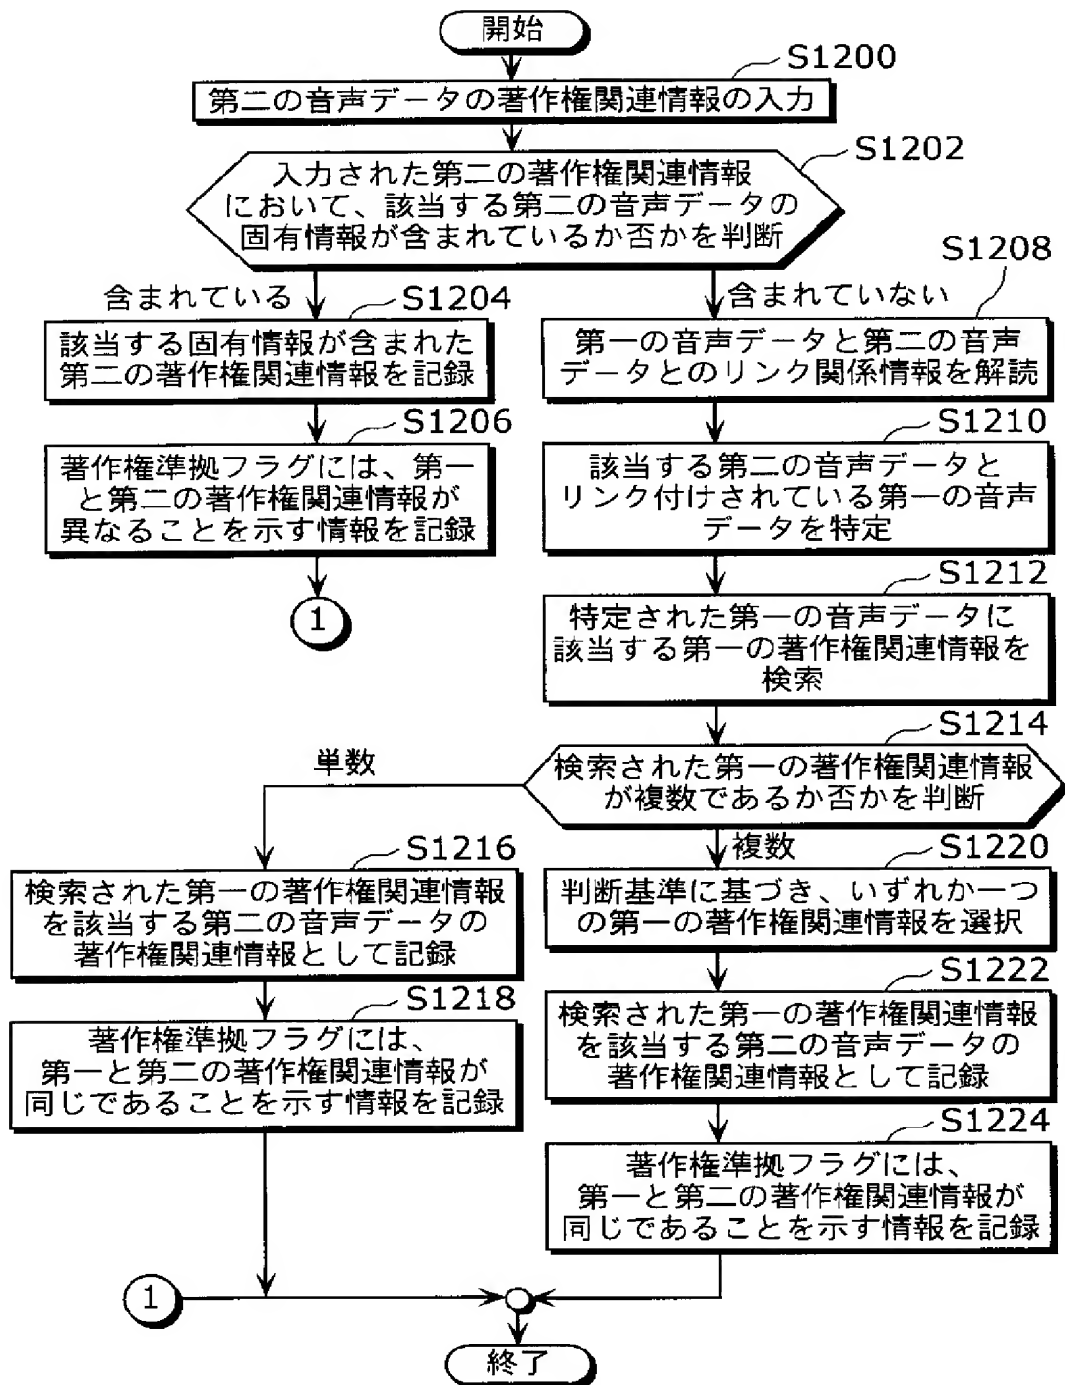 開始
S1200
第二の音声データの著作権関連情報の入力
S1202
入力された第二の著作権関連情報
において、該当する第二の音声データの
固有情報が含まれているか否かを判断
含まれている
S1204
該当する固有情報が含まれた
第二の著作権関連情報を記録
S1206
著作権準拠フラグには、第一
と第二の著作権関連情報が
異なることを示す情報を記録
1
含まれていない
S1208
第一の音声データと第二の音声
データとのリンク関係情報を解読
S1210
該当する第二の音声データと
リンク付けされている第一の音声
データを特定
S1212
特定された第一の音声データに
該当する第一の著作権関連情報を
検索
S1214
検索された第一の著作権関連情報
が複数であるか否かを判断
単数
S1216
検索された第一の著作権関連情報
を該当する第二の音声データの
著作権関連情報として記録
S1218
著作権準拠フラグには、
第一と第二の著作権関連情報が
同じであることを示す情報を記録
複数
S1220
判断基準に基づき、いずれか一つ
の第一の著作権関連情報を選択
S1222
検索された第一の著作権関連情報
を該当する第二の音声データの
著作権関連情報として記録
S1224
著作権準拠フラグには、
第一と第二の著作権関連情報が
同じであることを示す情報を記録
1
終了